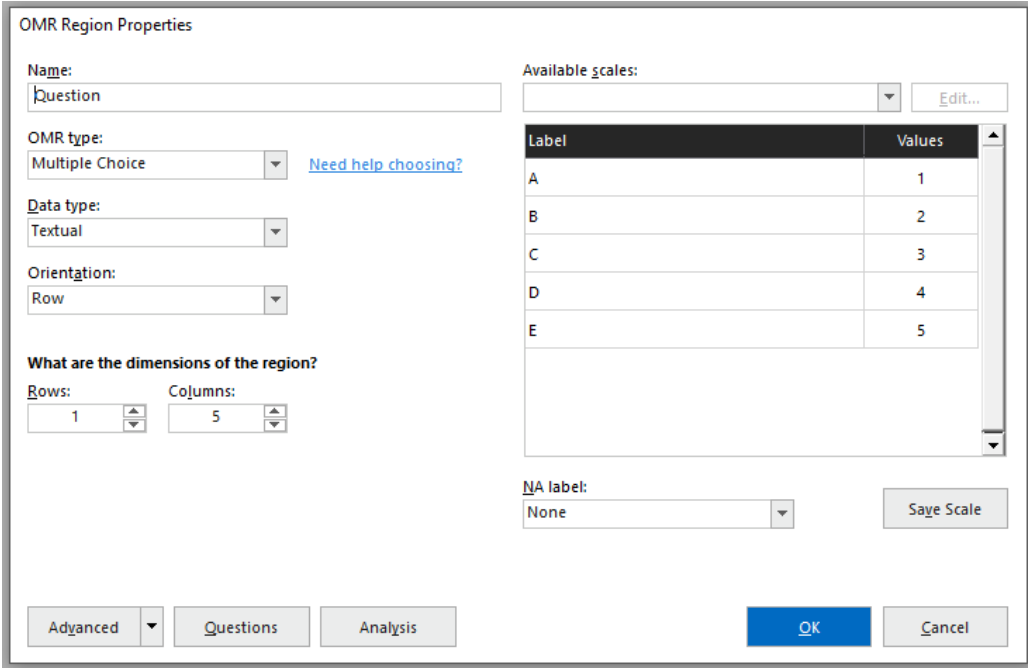 OMR Region Properties
Name:
Question
OMR type:
Multiple Choice
Need help choosing?
Data type:
Textual
Orientation:
Row
What are the dimensions of the region?
Rows: Columns:
1 5
Available scales:
Edit...
Label Values
A 1
B 2
C 3
D 4
E 5
NA label:
None
Save Scale
Advanced Questions Analysis OK Cancel